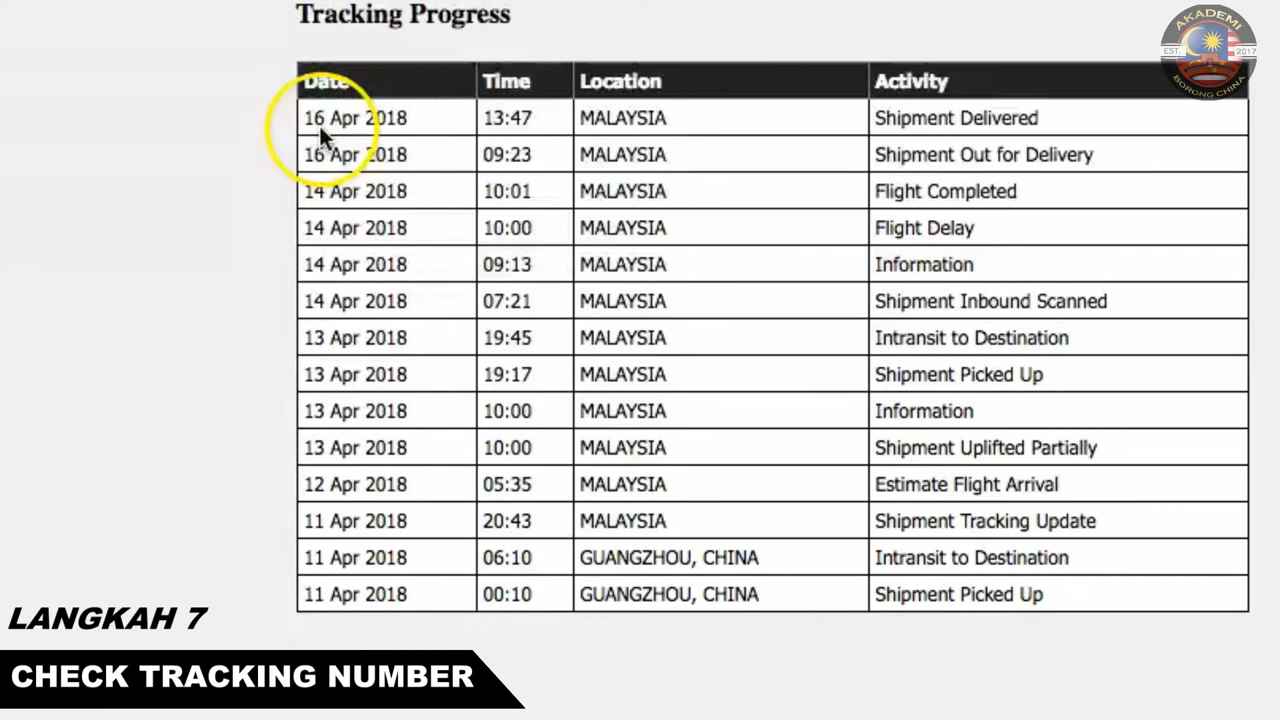 Tracking Progress
AKADEMI
EST. 2017
BORONG CHINA
Date Time Location Activity
16 Apr 2018 13:47 MALAYSIA Shipment Delivered
16 Apr 2018 09:23 MALAYSIA Shipment Out for Delivery
14 Apr 2018 10:01 MALAYSIA Flight Completed
14 Apr 2018 10:00 MALAYSIA Flight Delay
14 Apr 2018 09:13 MALAYSIA Information
14 Apr 2018 07:21 MALAYSIA Shipment Inbound Scanned
13 Apr 2018 19:45 MALAYSIA Intransit to Destination
13 Apr 2018 19:17 MALAYSIA Shipment Picked Up
13 Apr 2018 10:00 MALAYSIA Information
13 Apr 2018 10:00 MALAYSIA Shipment Uplifted Partially
12 Apr 2018 05:35 MALAYSIA Estimate Flight Arrival
11 Apr 2018 20:43 MALAYSIA Shipment Tracking Update
11 Apr 2018 06:10 GUANGZHOU, CHINA Intransit to Destination
11 Apr 2018 00:10 GUANGZHOU, CHINA Shipment Picked Up
LANGKAH 7
CHECK TRACKING NUMBER